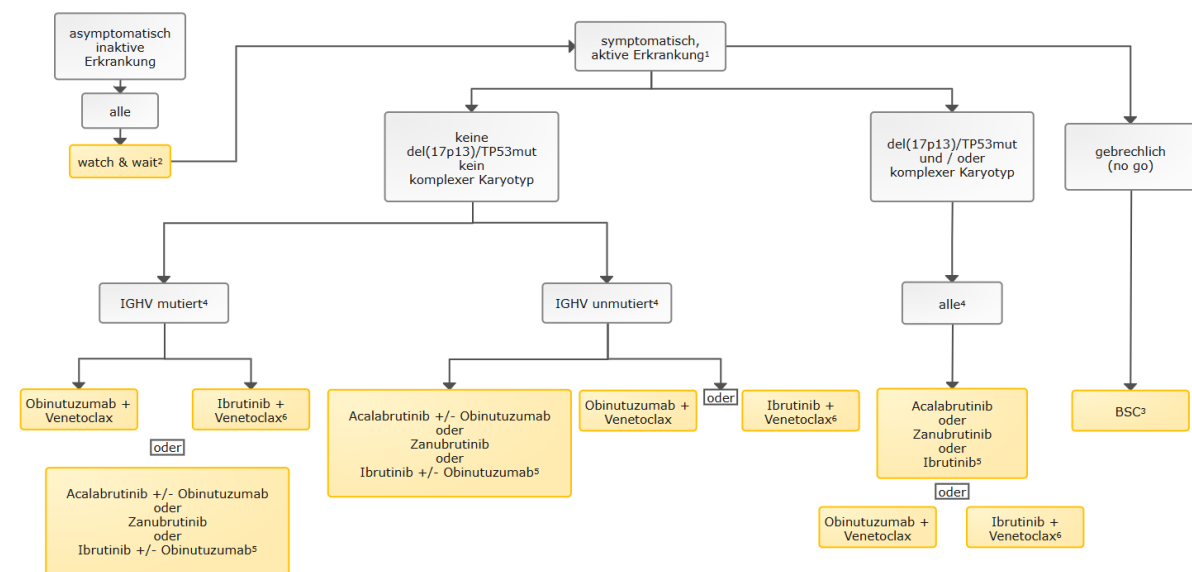 asymptomatisch
inaktive
Erkrankung
alle
watch & wait²
symptomatisch,
aktive Erkrankung¹
keine
del(17p13)/TP53mut
kein
komplexer Karyotyp
del(17p13)/TP53mut
und / oder
komplexer Karyotyp
gebrechlich
(no go)
IGHV mutiert⁴
IGHV unmutiert⁴
alle⁴
Obinutuzumab +
Venetoclax
Ibrutinib +
Venetoclax⁶
oder
Acalabrutinib +/- Obinutuzumab
oder
Zanubrutinib
oder
Ibrutinib +/- Obinutuzumab⁵
Acalabrutinib +/- Obinutuzumab
oder
Zanubrutinib
oder
Ibrutinib +/- Obinutuzumab⁵
Obinutuzumab +
Venetoclax
oder
Ibrutinib +
Venetoclax⁶
Acalabrutinib
oder
Zanubrutinib
oder
Ibrutinib⁵
oder
Obinutuzumab +
Venetoclax
Ibrutinib +
Venetoclax⁶
BSC³